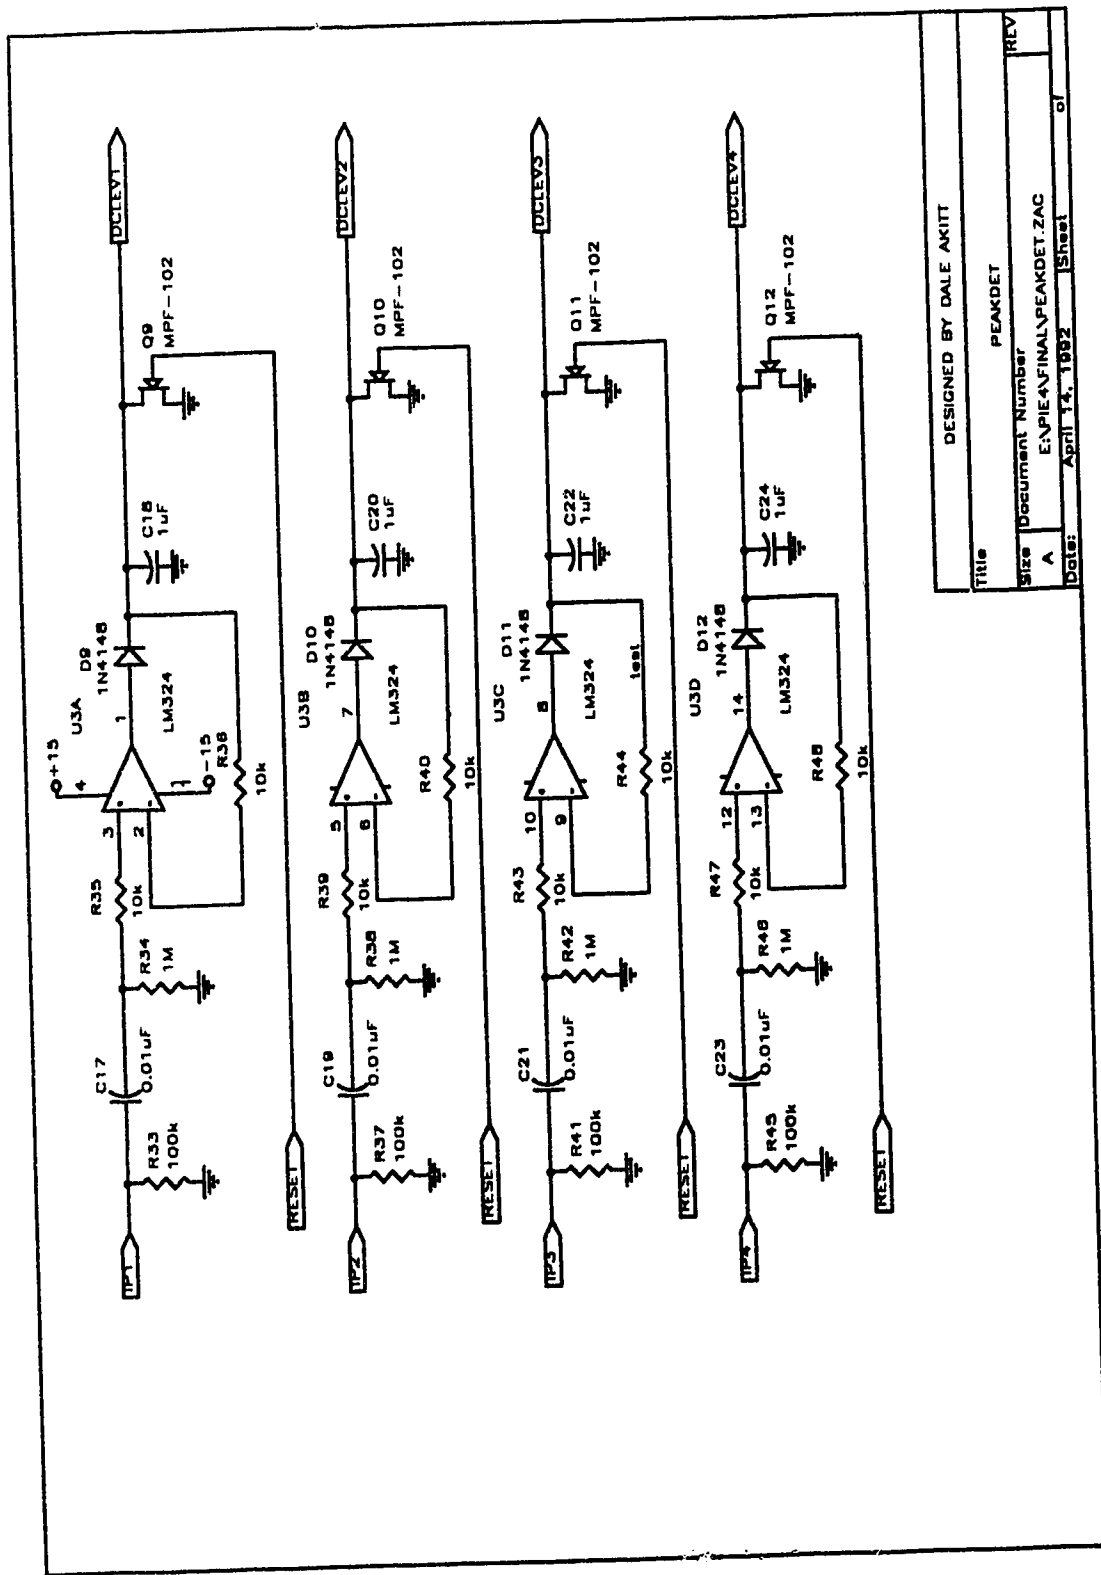 IP1
R33
100k
C17
0.01uF
R34
1M
R35
10k
3
2
+15
4
U3A
1
-15
R36
10k
LM324
D9
1N4148
C18
1uF
Q9
MPF-102
DCLEV1
RESET
IP2
R37
100k
C19
0.01uF
R38
1M
R39
10k
5
6
U3B
7
R40
10k
LM324
D10
1N4148
C20
1uF
Q10
MPF-102
DCLEV2
RESET
IP3
R41
100k
C21
0.01uF
R42
1M
R43
10k
10
9
U3C
8
R44
10k
LM324
test
D11
1N4148
C22
1uF
Q11
MPF-102
DCLEV3
RESET
IP4
R45
100k
C23
0.01uF
R46
1M
R47
10k
12
13
U3D
14
R48
10k
LM324
D12
1N4148
C24
1uF
Q12
MPF-102
DCLEV4
RESET
DESIGNED BY DALE AKITT
Title
PEAKDET
Size Document Number REV
A E:\PIE4\FINAL\PEAKDET.ZAC
Date: April 14, 1992 Sheet of